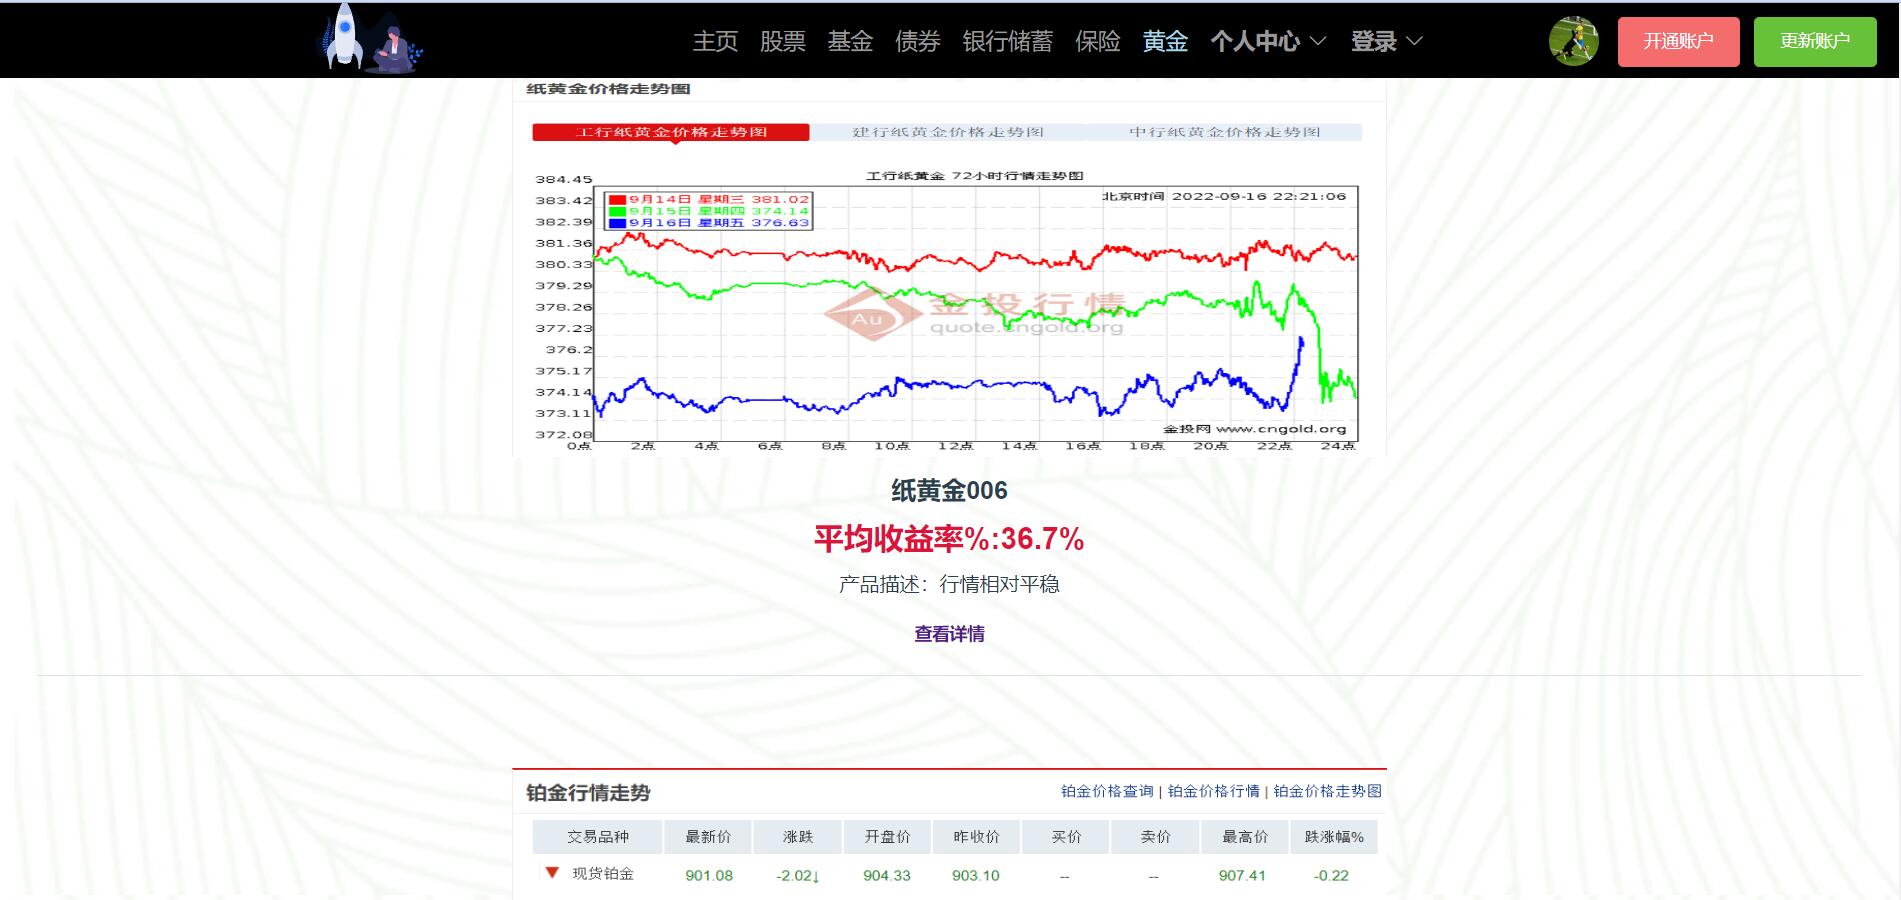 主页 股票 基金 债券 银行储蓄 保险 黄金 个人中心 登录 开通账户 更新账户
纸黄金价格走势图
工行纸黄金价格走势图 建行纸黄金价格走势图 中行纸黄金价格走势图
工行纸黄金 72小时行情走势图
北京时间 2022-09-16 22:21:06
9月14日 星期三 381.02
9月15日 星期四 374.14
9月16日 星期五 376.63
384.45
383.42
382.39
381.36
380.33
379.29
378.26
377.23
376.2
375.17
374.14
373.11
372.08
Au 金投行情
quote.cngold.org
金投网 www.cngold.org
0点 2点 4点 6点 8点 10点 12点 14点 16点 18点 20点 22点 24点
纸黄金006
平均收益率%:36.7%
产品描述：行情相对平稳
查看详情
铂金行情走势 铂金价格查询 | 铂金价格行情 | 铂金价格走势图
交易品种 最新价 涨跌 开盘价 昨收价 买价 卖价 最高价 跌涨幅%
现货铂金 901.08 -2.02↓ 904.33 903.10 -- -- 907.41 -0.22